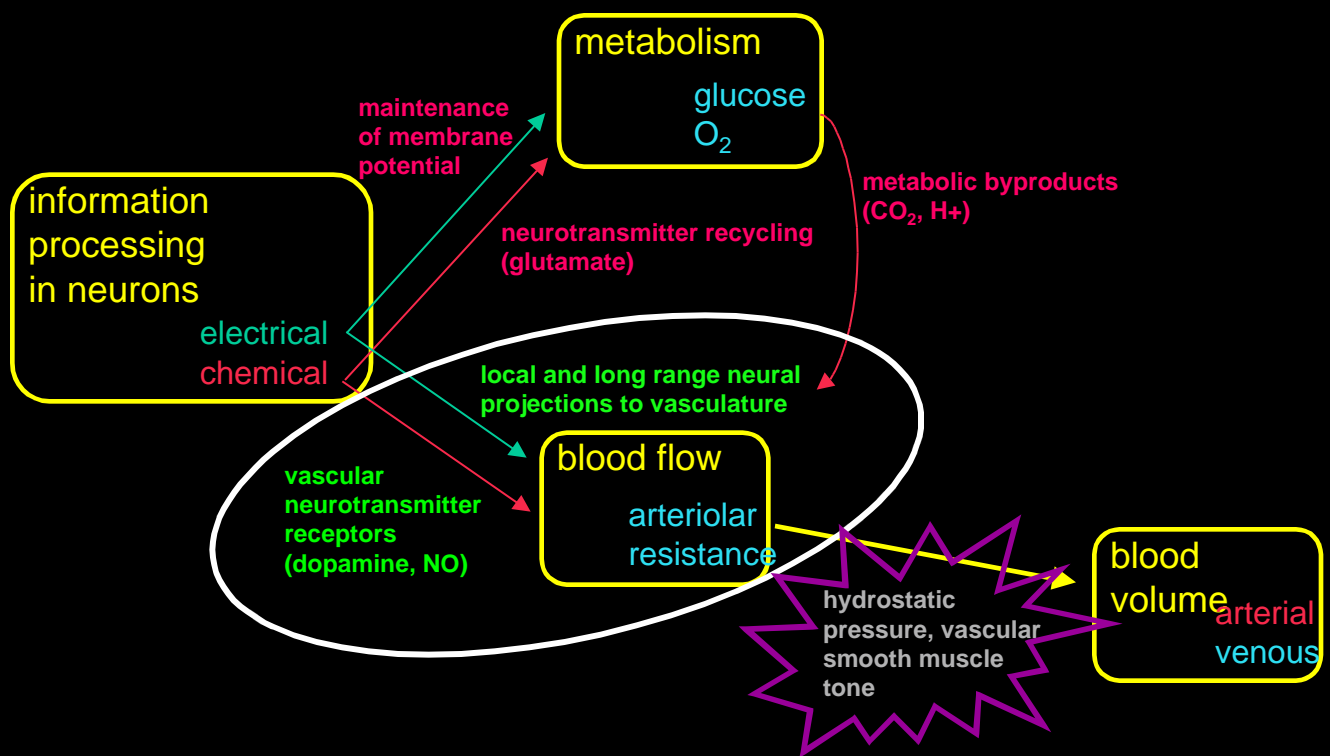 metabolism
glucose
O₂
maintenance
of membrane
potential
metabolic byproducts
(CO₂, H+)
information
processing
in neurons
electrical
chemical
neurotransmitter recycling
(glutamate)
local and long range neural
projections to vasculature
blood flow
arteriolar
resistance
vascular
neurotransmitter
receptors
(dopamine, NO)
hydrostatic
pressure, vascular
smooth muscle
tone
blood
volume
arterial
venous